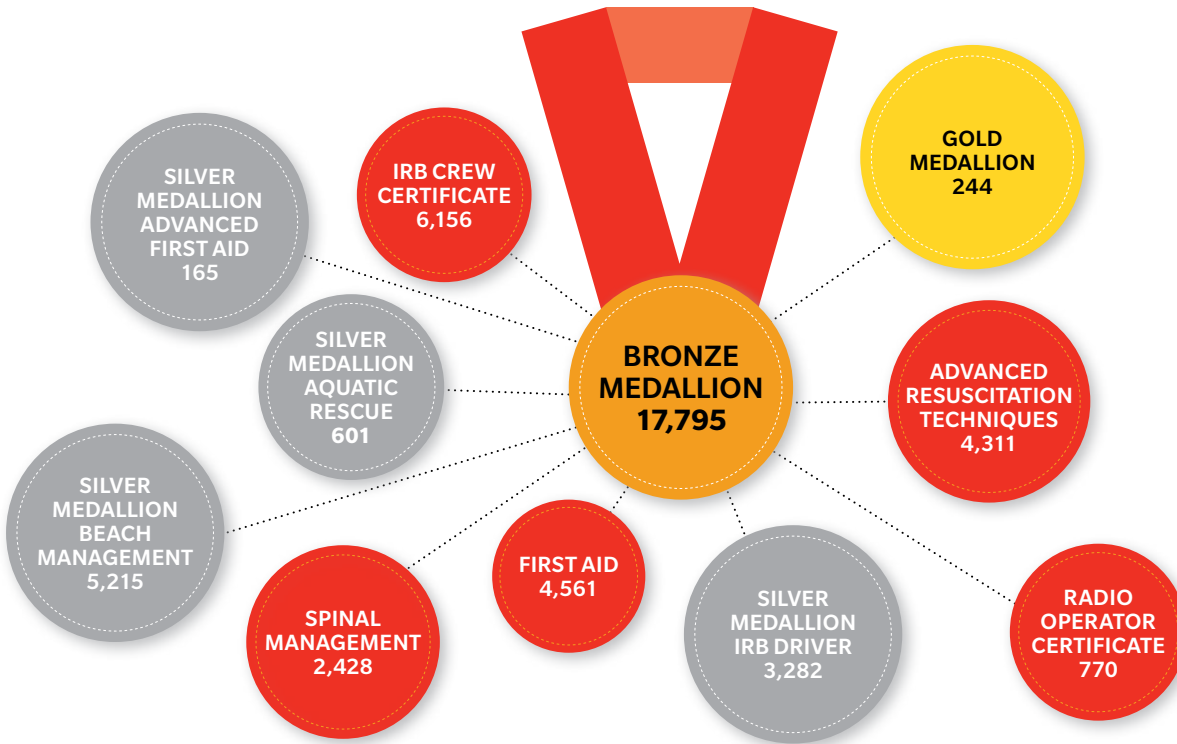 SILVER
MEDALLION
ADVANCED
FIRST AID
165
IRB CREW
CERTIFICATE
6,156
GOLD
MEDALLION
244
SILVER
MEDALLION
AQUATIC
RESCUE
601
BRONZE
MEDALLION
17,795
ADVANCED
RESUSCITATION
TECHNIQUES
4,311
SILVER
MEDALLION
BEACH
MANAGEMENT
5,215
SPINAL
MANAGEMENT
2,428
FIRST AID
4,561
SILVER
MEDALLION
IRB DRIVER
3,282
RADIO
OPERATOR
CERTIFICATE
770